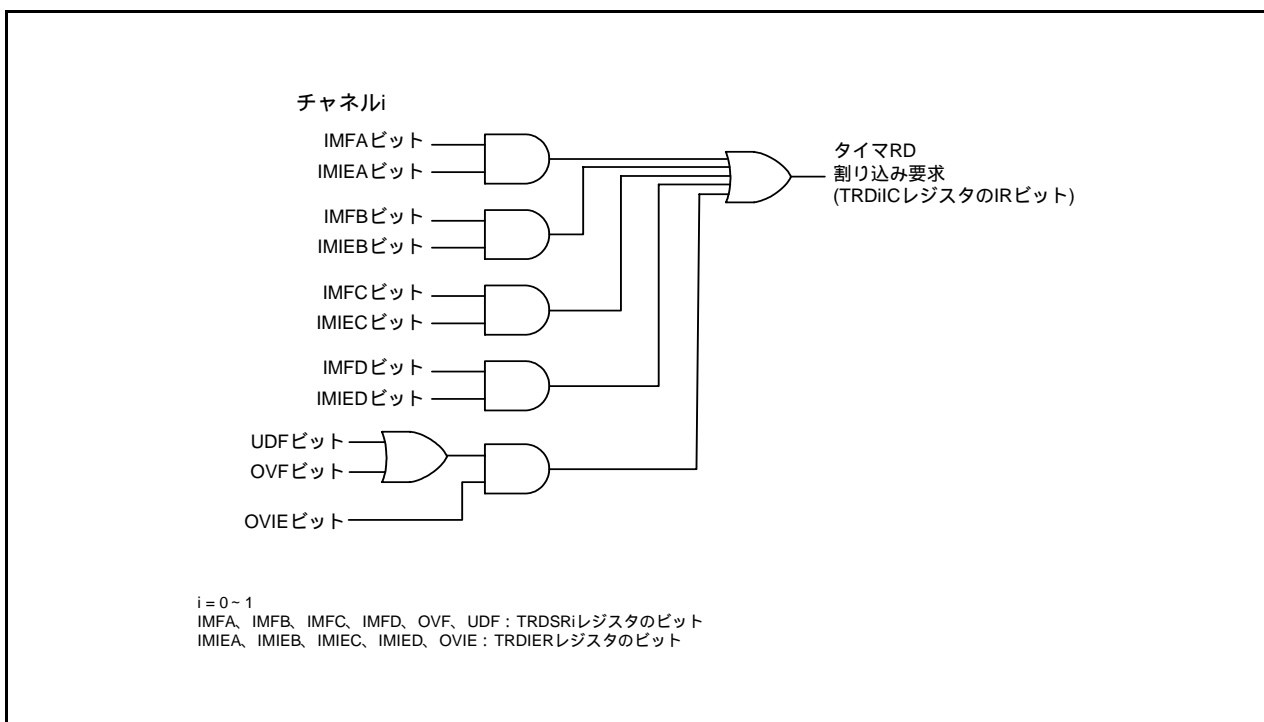 チャネルi
IMFAビット
IMIEAビット
IMFBビット
IMIEBビット
IMFCビット
IMIECビット
IMFDビット
IMIEDビット
UDFビット
OVFビット
OVIEビット
タイマRD
割り込み要求
(TRDiICレジスタのIRビット)
i = 0 ~ 1
IMFA、IMFB、IMFC、IMFD、OVF、UDF : TRDSRiレジスタのビット
IMIEA、IMIEB、IMIEC、IMIED、OVIE : TRDIERレジスタのビット